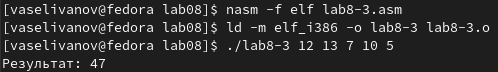 [vaselivanov@fedora lab08]$ nasm -f elf lab8-3.asm
[vaselivanov@fedora lab08]$ ld -m elf_i386 -o lab8-3 lab8-3.o
[vaselivanov@fedora lab08]$ ./lab8-3 12 13 7 10 5
Результат: 47